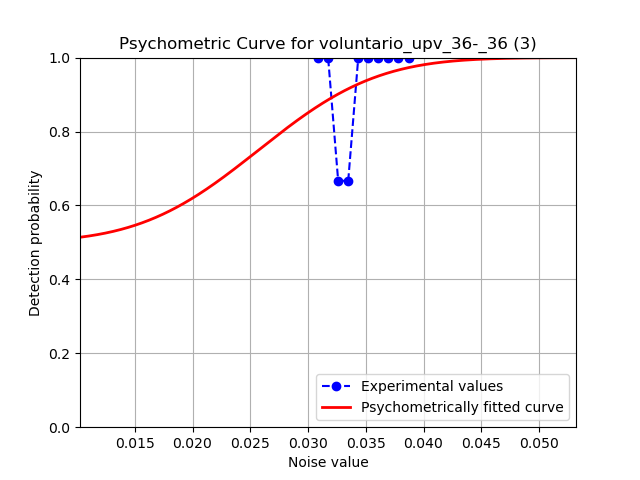 Psychometric Curve for voluntario_upv_36-_36 (3)
Detection probability
1.0
0.8
0.6
0.4
0.2
0.0
Experimental values
Psychometrically fitted curve
0.015 0.020 0.025 0.030 0.035 0.040 0.045 0.050
Noise value